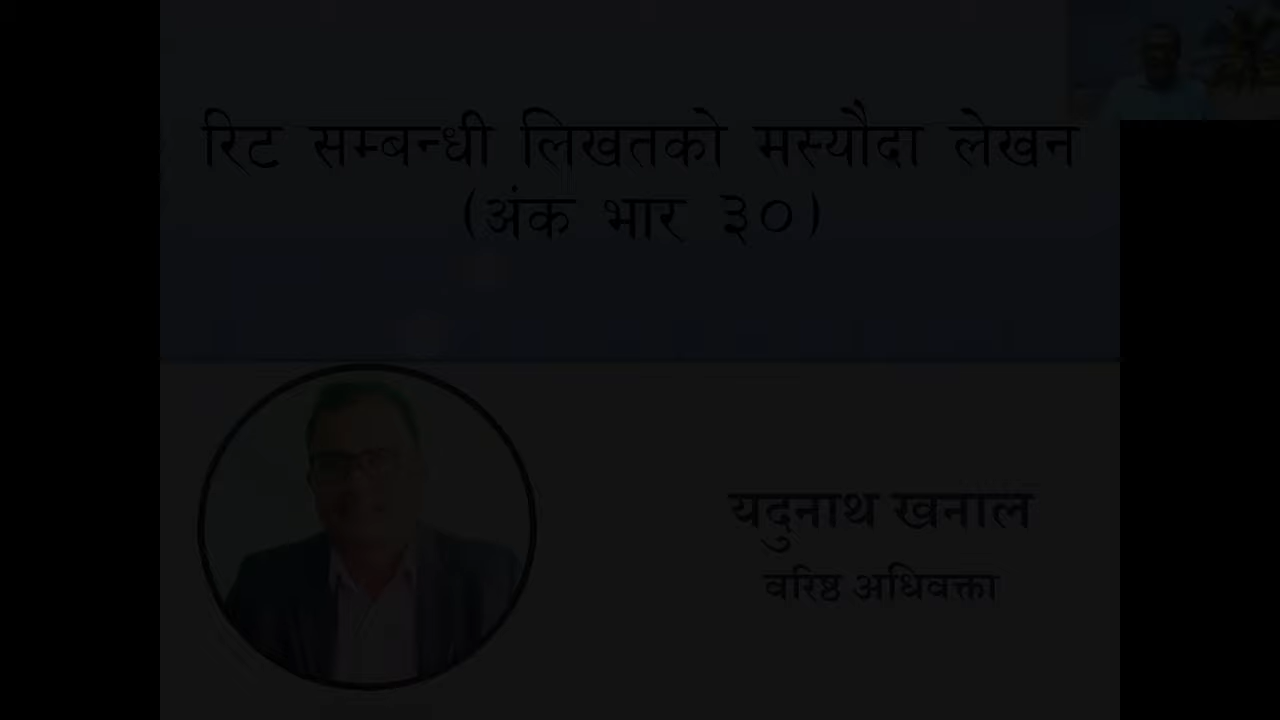 रिट सम्बन्धी लिखतको मस्यौदा लेखन
(अंक भार ३०)
यदुनाथ खनाल
वरिष्ठ अधिवक्ता